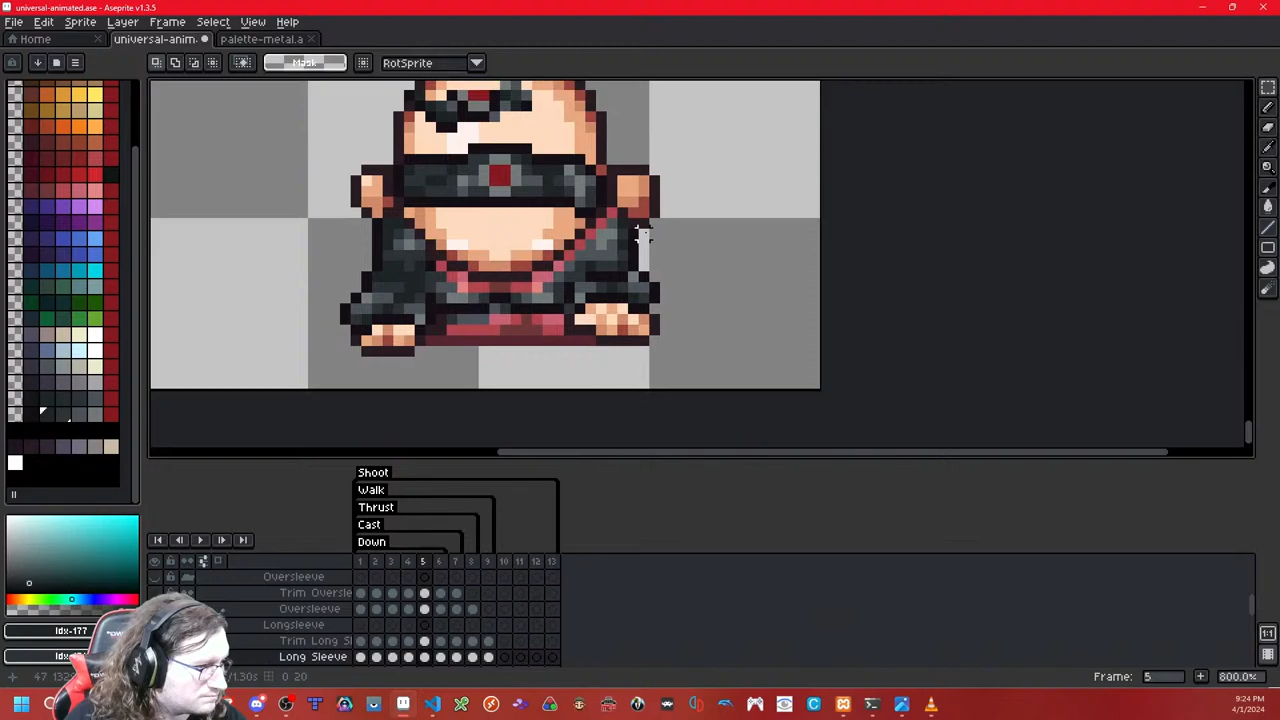 universal-animated.ase - Aseprite v1.3.5
File Edit Sprite Layer Frame Select View Help
Home universal-anim. palette-metal.a
Mask RotSprite
Shoot
Walk
Thrust
Cast
Down
1 2 3 4 5 6 7 8 9 10 11 12 13
Oversleeve
Trim Oversle
Oversleeve
Longsleeve
Trim Long S
Long Sleeve
Idx-177
Frame: 5 800.0%
9:24 PM
4/1/2024